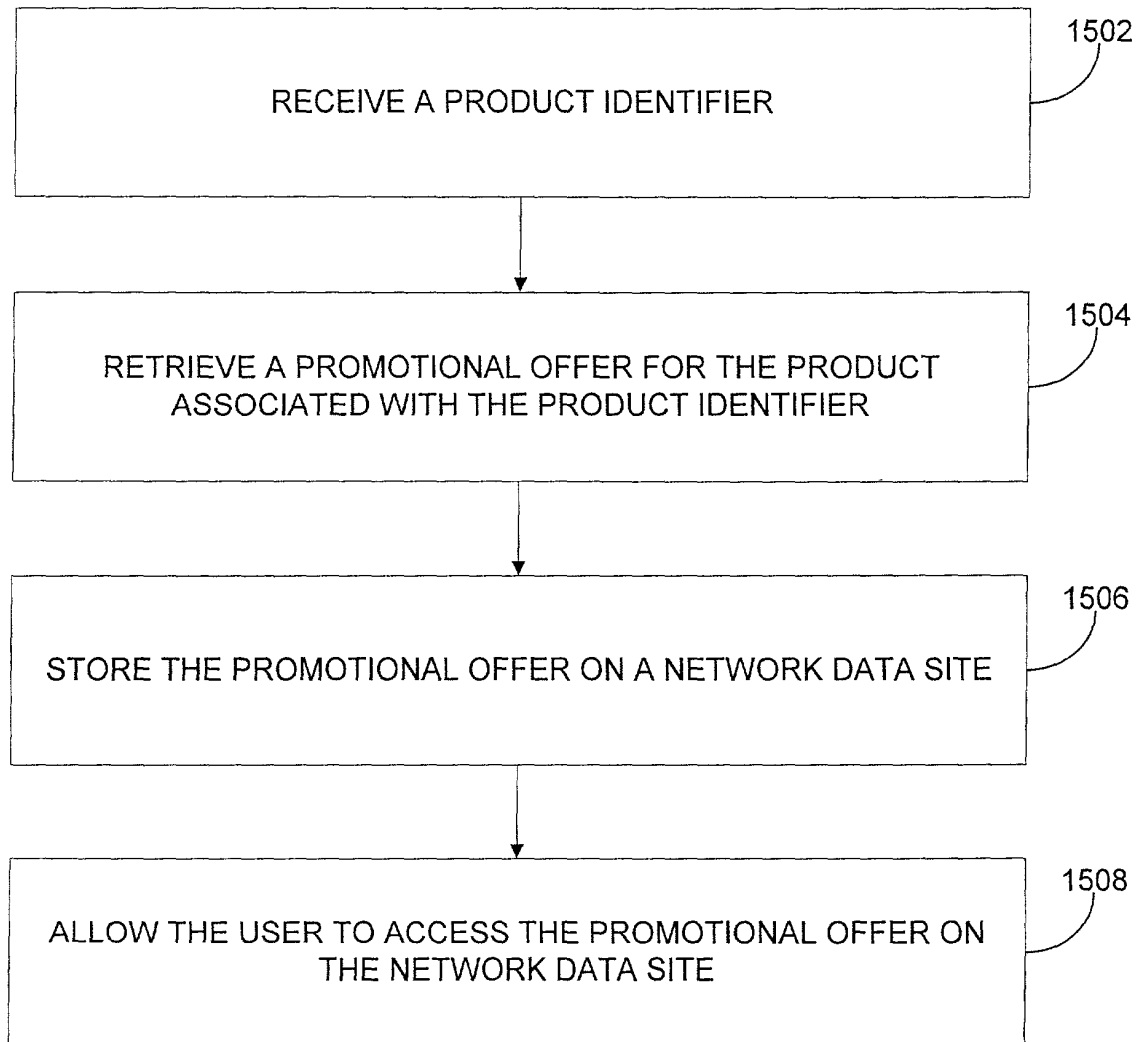 1502
RECEIVE A PRODUCT IDENTIFIER
1504
RETRIEVE A PROMOTIONAL OFFER FOR THE PRODUCT
ASSOCIATED WITH THE PRODUCT IDENTIFIER
1506
STORE THE PROMOTIONAL OFFER ON A NETWORK DATA SITE
1508
ALLOW THE USER TO ACCESS THE PROMOTIONAL OFFER ON
THE NETWORK DATA SITE